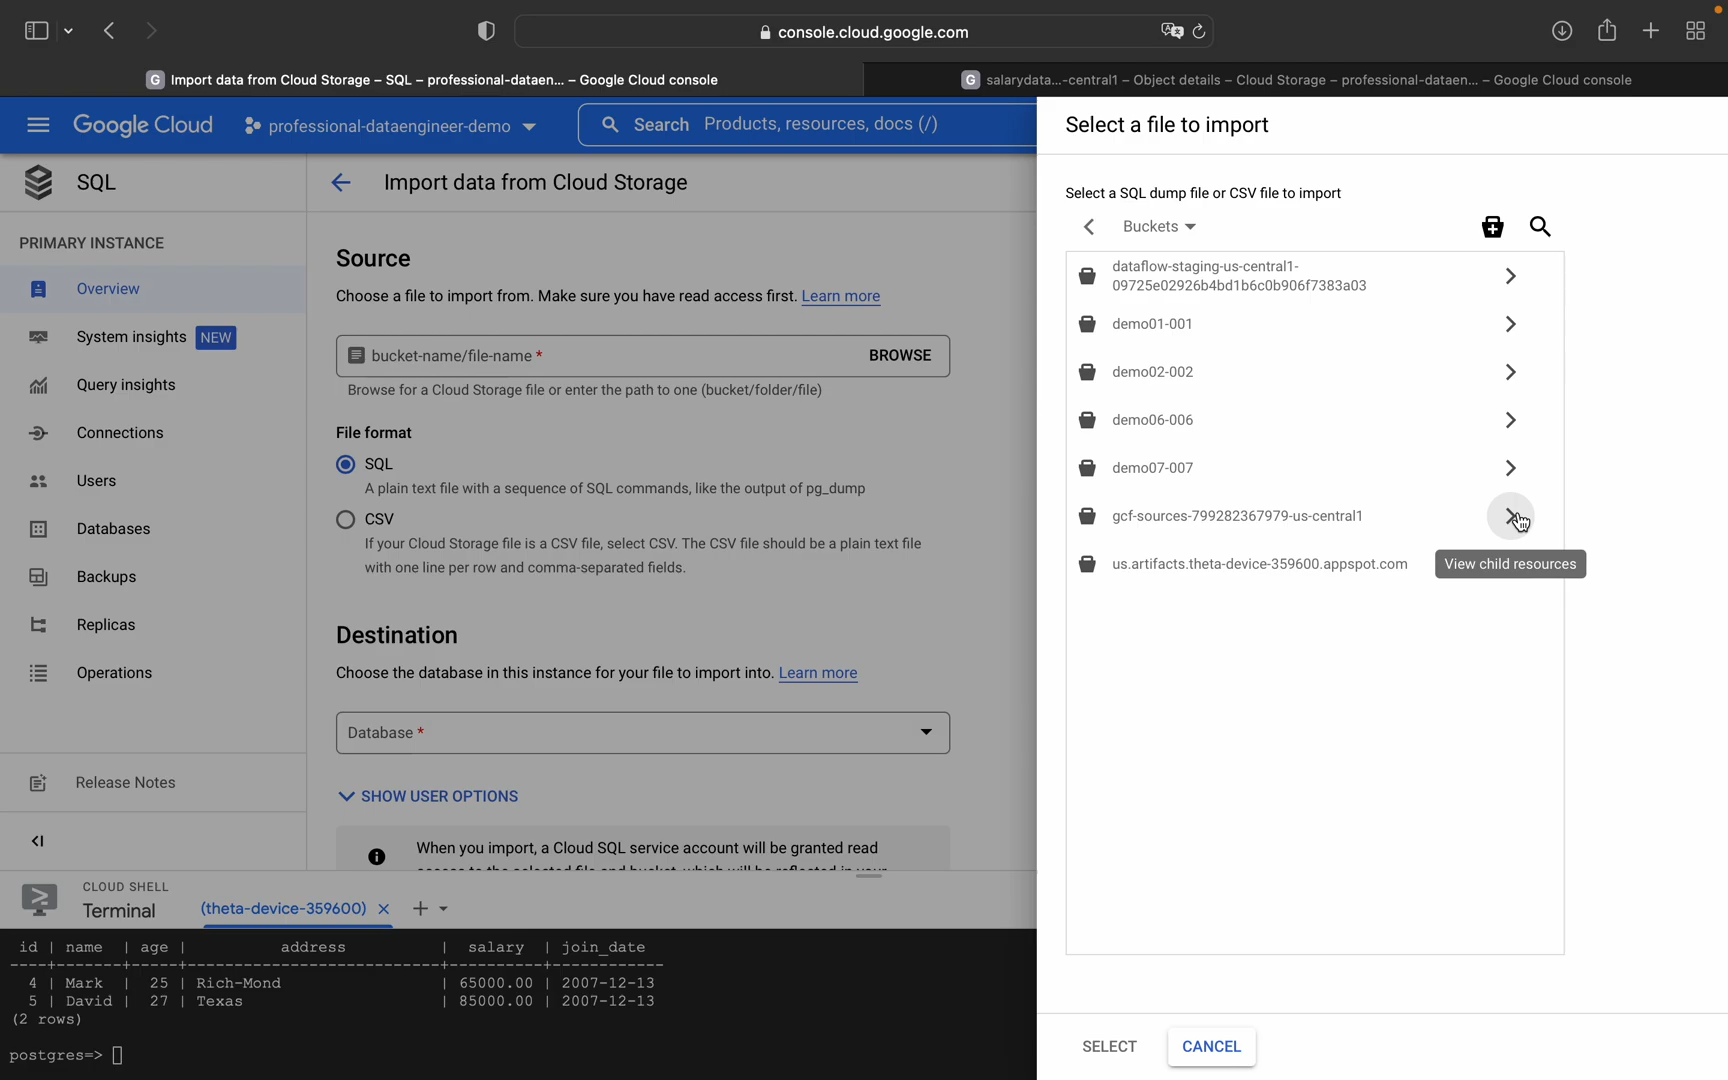 console.cloud.google.com
G Import data from Cloud Storage – SQL – professional-dataen... – Google Cloud console
G salarydata...-central1 – Object details – Cloud Storage – professional-dataen... – Google Cloud console
Google Cloud
professional-dataengineer-demo
Search Products, resources, docs (/)
SQL
PRIMARY INSTANCE
Overview
System insights NEW
Query insights
Connections
Users
Databases
Backups
Replicas
Operations
Release Notes
Import data from Cloud Storage
Source
Choose a file to import from. Make sure you have read access first. Learn more
bucket-name/file-name * BROWSE
Browse for a Cloud Storage file or enter the path to one (bucket/folder/file)
File format
SQL
A plain text file with a sequence of SQL commands, like the output of pg_dump
CSV
If your Cloud Storage file is a CSV file, select CSV. The CSV file should be a plain text file
with one line per row and comma-separated fields.
Destination
Choose the database in this instance for your file to import into. Learn more
Database *
SHOW USER OPTIONS
When you import, a Cloud SQL service account will be granted read
Select a file to import
Select a SQL dump file or CSV file to import
Buckets
dataflow-staging-us-central1-
09725e02926b4bd1b6c0b906f7383a03
demo01-001
demo02-002
demo06-006
demo07-007
gcf-sources-799282367979-us-central1
us.artifacts.theta-device-359600.appspot.com
View child resources
SELECT CANCEL
CLOUD SHELL
Terminal (theta-device-359600)
id | name | age | address | salary | join_date
----+-------+-----+---------------------------+----------+------------
4 | Mark | 25 | Rich-Mond | 65000.00 | 2007-12-13
5 | David | 27 | Texas | 85000.00 | 2007-12-13
(2 rows)
postgres=>